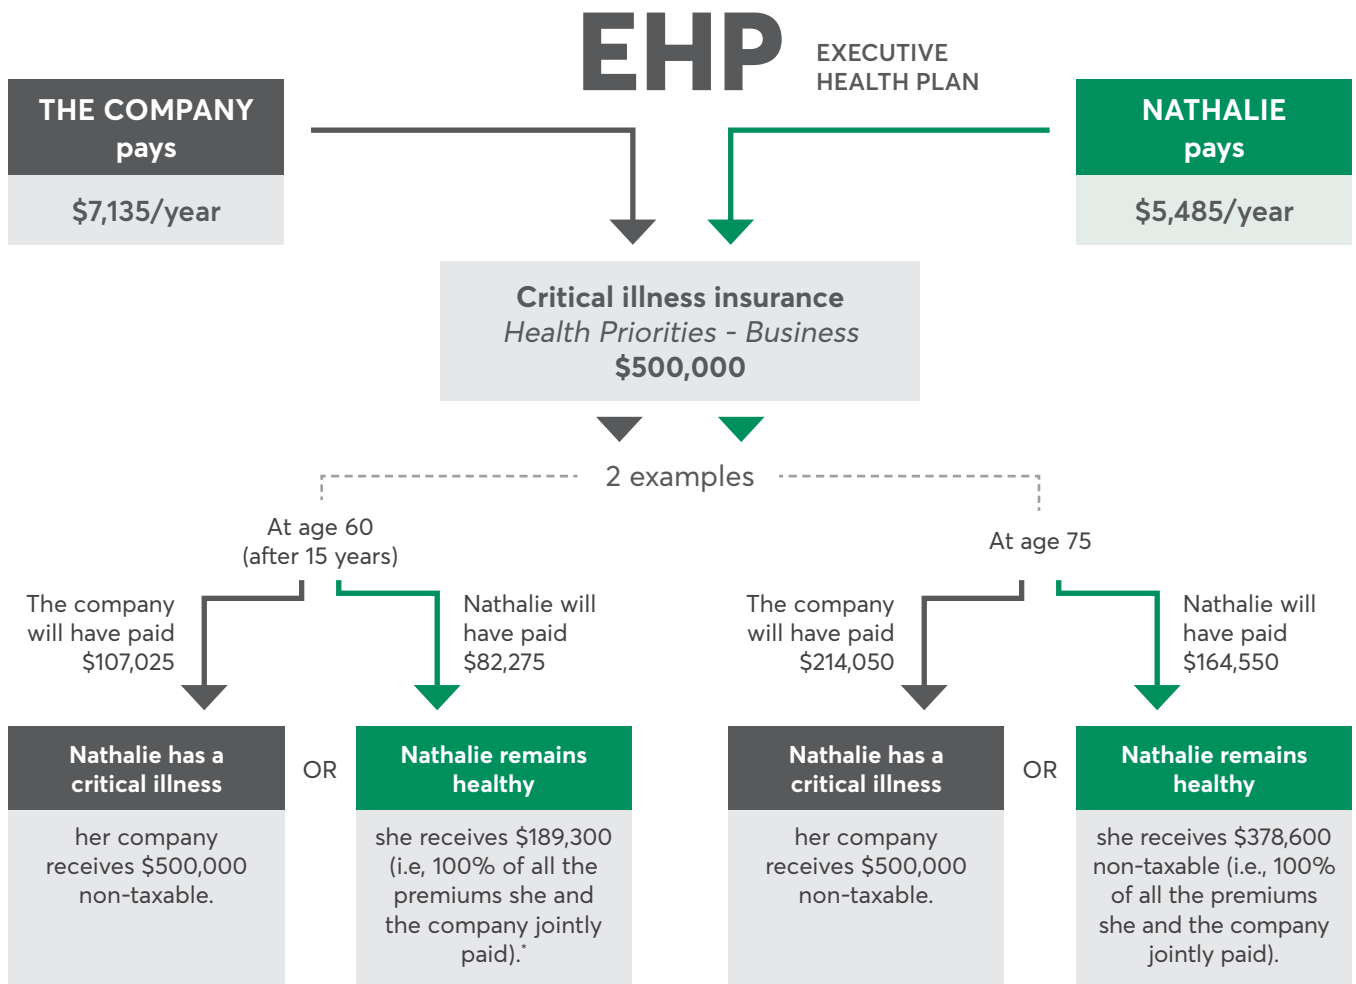 EHP
EXECUTIVE
HEALTH PLAN
THE COMPANY
pays
$7,135/year
NATHALIE
pays
$5,485/year
Critical illness insurance
Health Priorities - Business
$500,000
2 examples
At age 60
(after 15 years)
The company
will have paid
$107,025
Nathalie will
have paid
$82,275
Nathalie has a
critical illness
her company
receives $500,000
non-taxable.
OR
Nathalie remains
healthy
she receives $189,300
(i.e, 100% of all the
premiums she and
the company jointly
paid).*
At age 75
The company
will have paid
$214,050
Nathalie will
have paid
$164,550
Nathalie has a
critical illness
her company
receives $500,000
non-taxable.
OR
Nathalie remains
healthy
she receives $378,600
non-taxable (i.e., 100%
of all the premiums
she and the company
jointly paid).